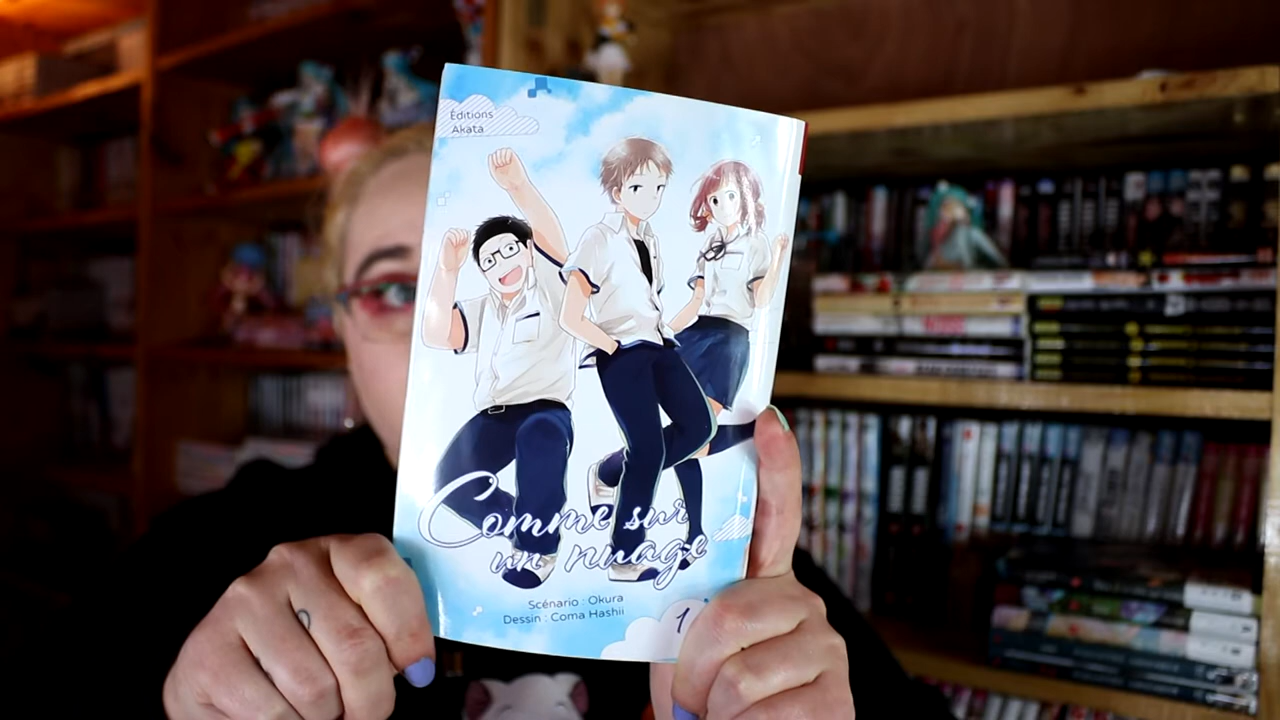 Éditions
Akata
Comme sur
un nuage
Scénario : Okura
Dessin : Coma Hashii
1